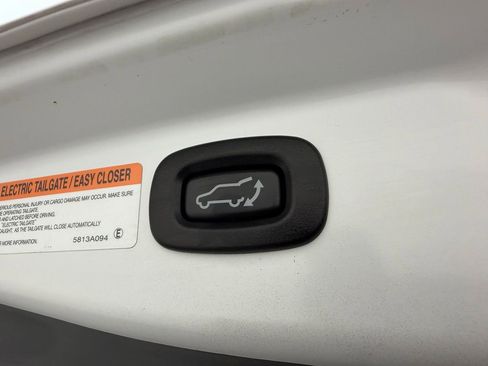 ELECTRIC TAILGATE / EASY CLOSER
PERSONAL INJURY OR CARGO DAMAGE MAY OCCUR. MAKE SURE
OPERATING TAILGATE.
AND LATCHED BEFORE DRIVING.
"ELECTRIC TAILGATE"
CAUGHT. AS THE TAILGATE WILL CLOSE AUTOMATICALLY
MORE INFORMATION.
5813A094 E